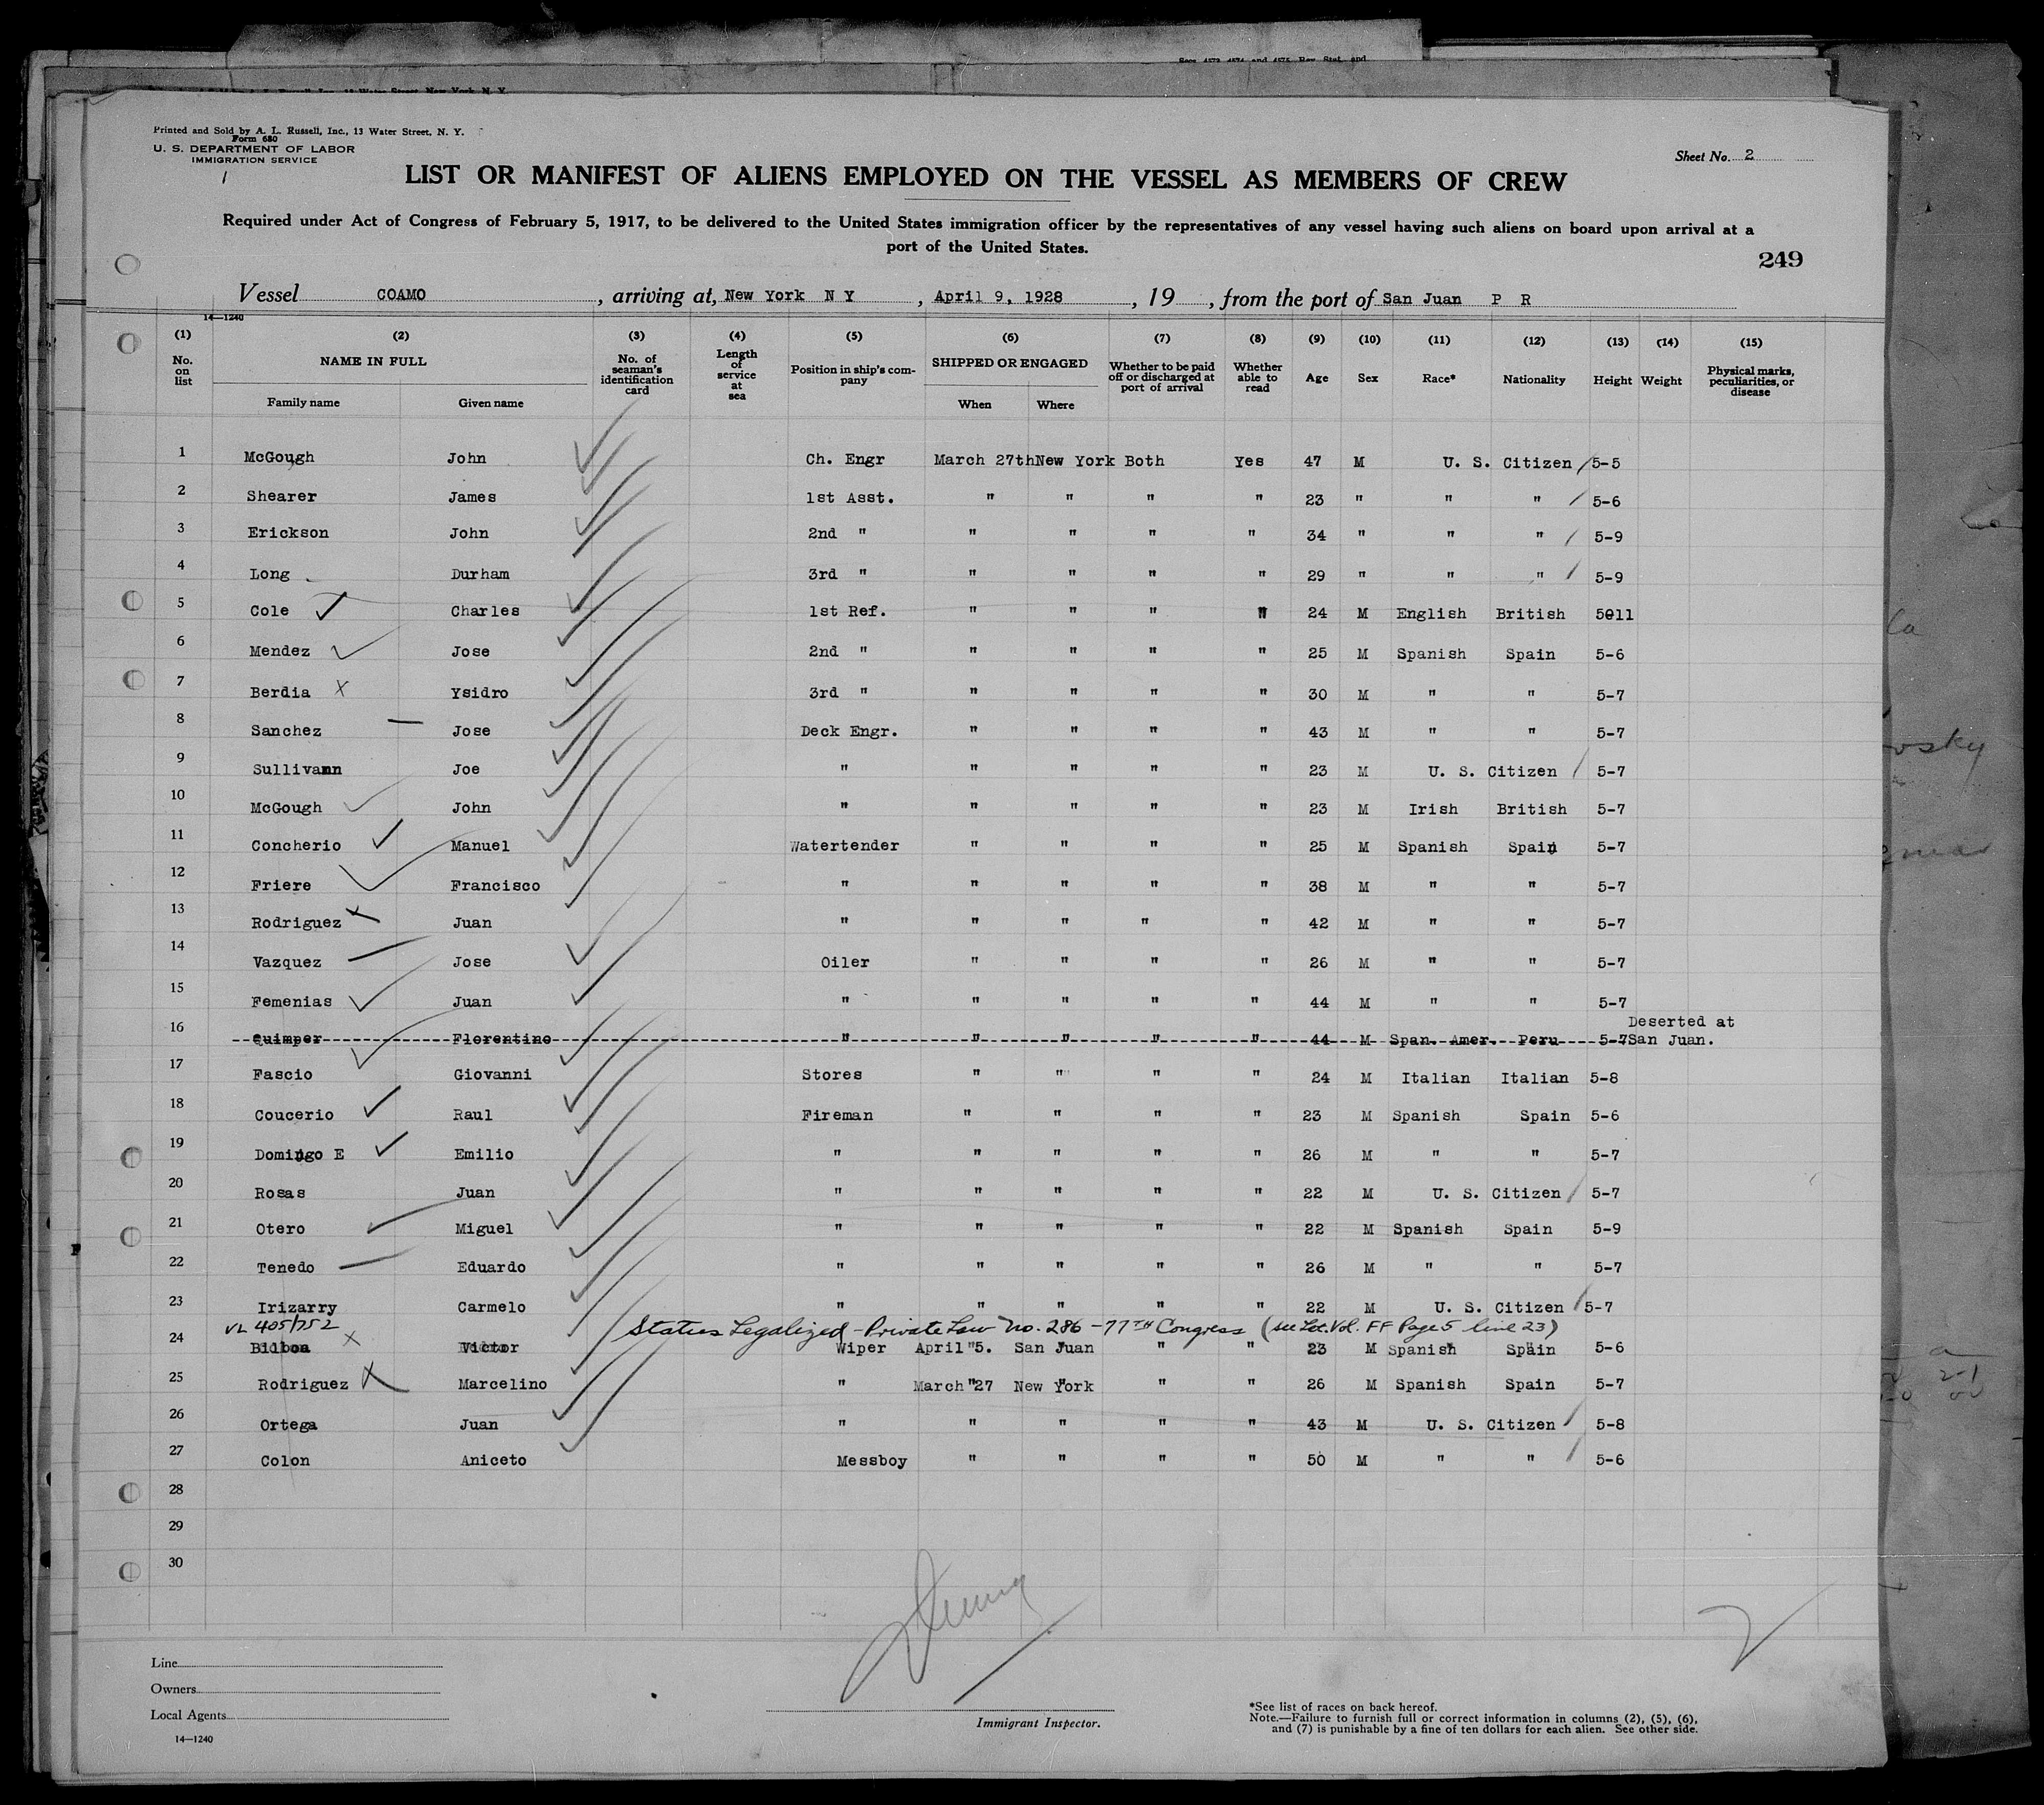 Printed and Sold by A. L. Russell, Inc., 13 Water Street, N. Y.
Form 680
U. S. DEPARTMENT OF LABOR
IMMIGRATION SERVICE
Sheet No. 2
LIST OR MANIFEST OF ALIENS EMPLOYED ON THE VESSEL AS MEMBERS OF CREW
Required under Act of Congress of February 5, 1917, to be delivered to the United States immigration officer by the representatives of any vessel having such aliens on board upon arrival at a
port of the United States.
249
Vessel COAMO, arriving at, New York N Y, April 9, 1928, 19, from the port of San Juan P R
14—1240
(1) (2) (3) (4) (5) (6) (7) (8) (9) (10) (11) (12) (13) (14) (15)
No. on list NAME IN FULL No. of seaman's identification card Length of service at sea Position in ship's company SHIPPED OR ENGAGED Whether to be paid off or discharged at port of arrival Whether able to read Age Sex Race* Nationality Height Weight Physical marks, peculiarities, or disease
Family name Given name When Where
1 McGough John Ch. Engr March 27th New York Both Yes 47 M U. S. Citizen 5-5
2 Shearer James 1st Asst. " " " " 23 " " " 5-6
3 Erickson John 2nd " " " " " 34 " " " 5-9
4 Long Durham 3rd " " " " " 29 " " " 5-9
5 Cole Charles 1st Ref. " " " " 24 M English British 5011
6 Mendez Jose 2nd " " " " " 25 M Spanish Spain 5-6
7 Berdia Ysidro 3rd " " " " " 30 M " " 5-7
8 Sanchez Jose Deck Engr. " " " " 43 M " " 5-7
9 Sullivann Joe " " " " " 23 M U. S. Citizen 5-7
10 McGough John " " " " " 23 M Irish British 5-7
11 Concherio Manuel Watertender " " " " 25 M Spanish Spain 5-7
12 Friere Francisco " " " " " 38 M " " 5-7
13 Rodriguez Juan " " " " " 42 M " " 5-7
14 Vazquez Jose Oiler " " " " 26 M " " 5-7
15 Femenias Juan " " " " " 44 M " " 5-7
Deserted at
16 Quimper Florentino " " " " " 44 M Span. Amer. Peru 5-7 San Juan.
17 Fascio Giovanni Stores " " " " 24 M Italian Italian 5-8
18 Coucerio Raul Fireman " " " " 23 M Spanish Spain 5-6
19 Domingo E Emilio " " " " " 26 M " " 5-7
20 Rosas Juan " " " " " 22 M U. S. Citizen 5-7
21 Otero Miguel " " " " " 22 M Spanish Spain 5-9
22 Tenedo Eduardo " " " " " 26 M " " 5-7
23 Irizarry Carmelo " " " " " 22 M U. S. Citizen 5-7
VL 405/752 Status Legalized - Private Law No. 286 - 77TH Congress (see Let. Vol. FF Page 5 line 23)
24 Bilboa Victor Wiper April 5. San Juan " " 23 M Spanish Spain 5-6
25 Rodriguez Marcelino " March 27 New York " " 26 M Spanish Spain 5-7
26 Ortega Juan " " " " " 43 M U. S. Citizen 5-8
27 Colon Aniceto Messboy " " " " 50 M " " 5-6
28
29
30
Line
Owners
Local Agents
14—1240
Immigrant Inspector.
*See list of races on back hereof.
Note.—Failure to furnish full or correct information in columns (2), (5), (6),
and (7) is punishable by a fine of ten dollars for each alien. See other side.